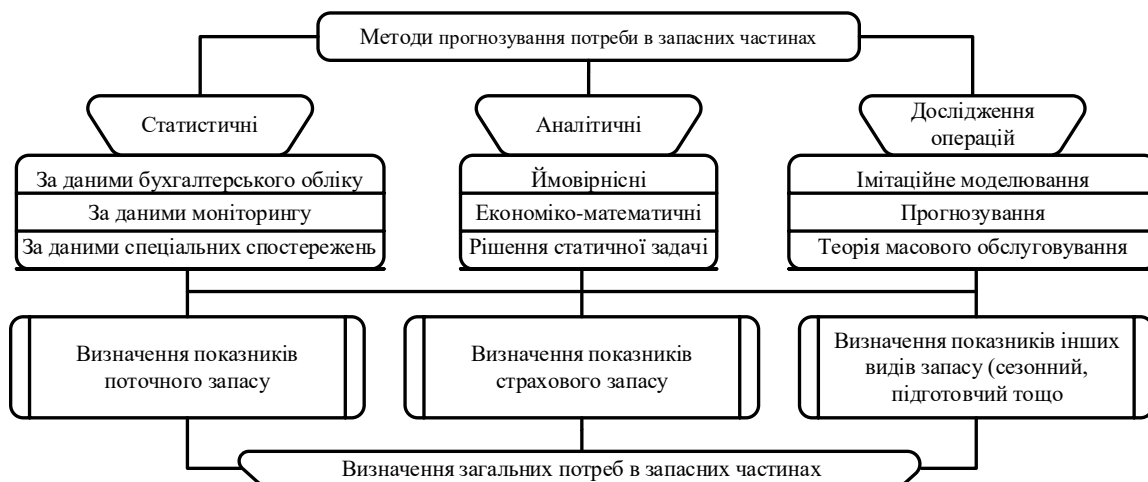 Методи прогнозування потреби в запасних частинах
Статистичні
Аналітичні
Дослідження
операцій
За даними бухгалтерського обліку
За даними моніторингу
За даними спеціальних спостережень
Ймовірнісні
Економіко-математичні
Рішення статичної задачі
Імітаційне моделювання
Прогнозування
Теорія масового обслуговування
Визначення показників
поточного запасу
Визначення показників
страхового запасу
Визначення показників інших
видів запасу (сезонний,
підготовчий тощо
Визначення загальних потреб в запасних частинах